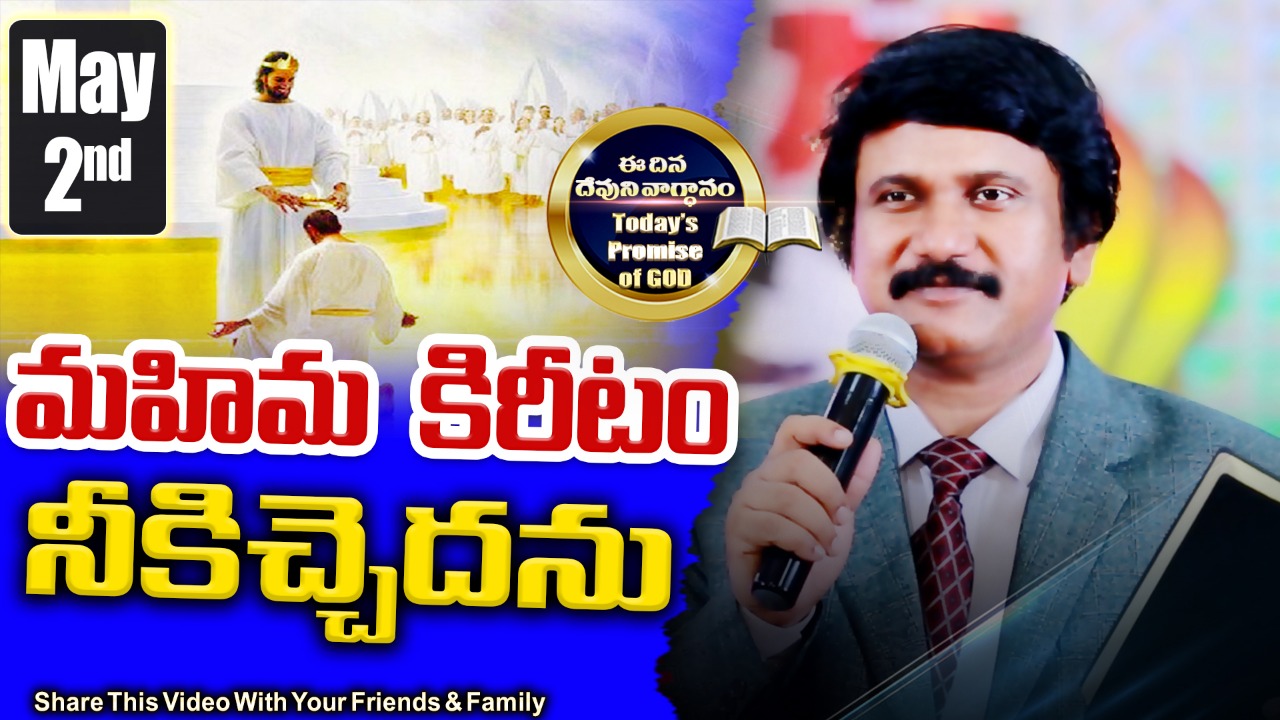 May
2nd
ఈ దిన
దేవుని వాగ్ధానం
Today's
Promise
of GOD
మహిమ కిరీటం
నీకిచ్చెదను
Share This Video With Your Friends & Family